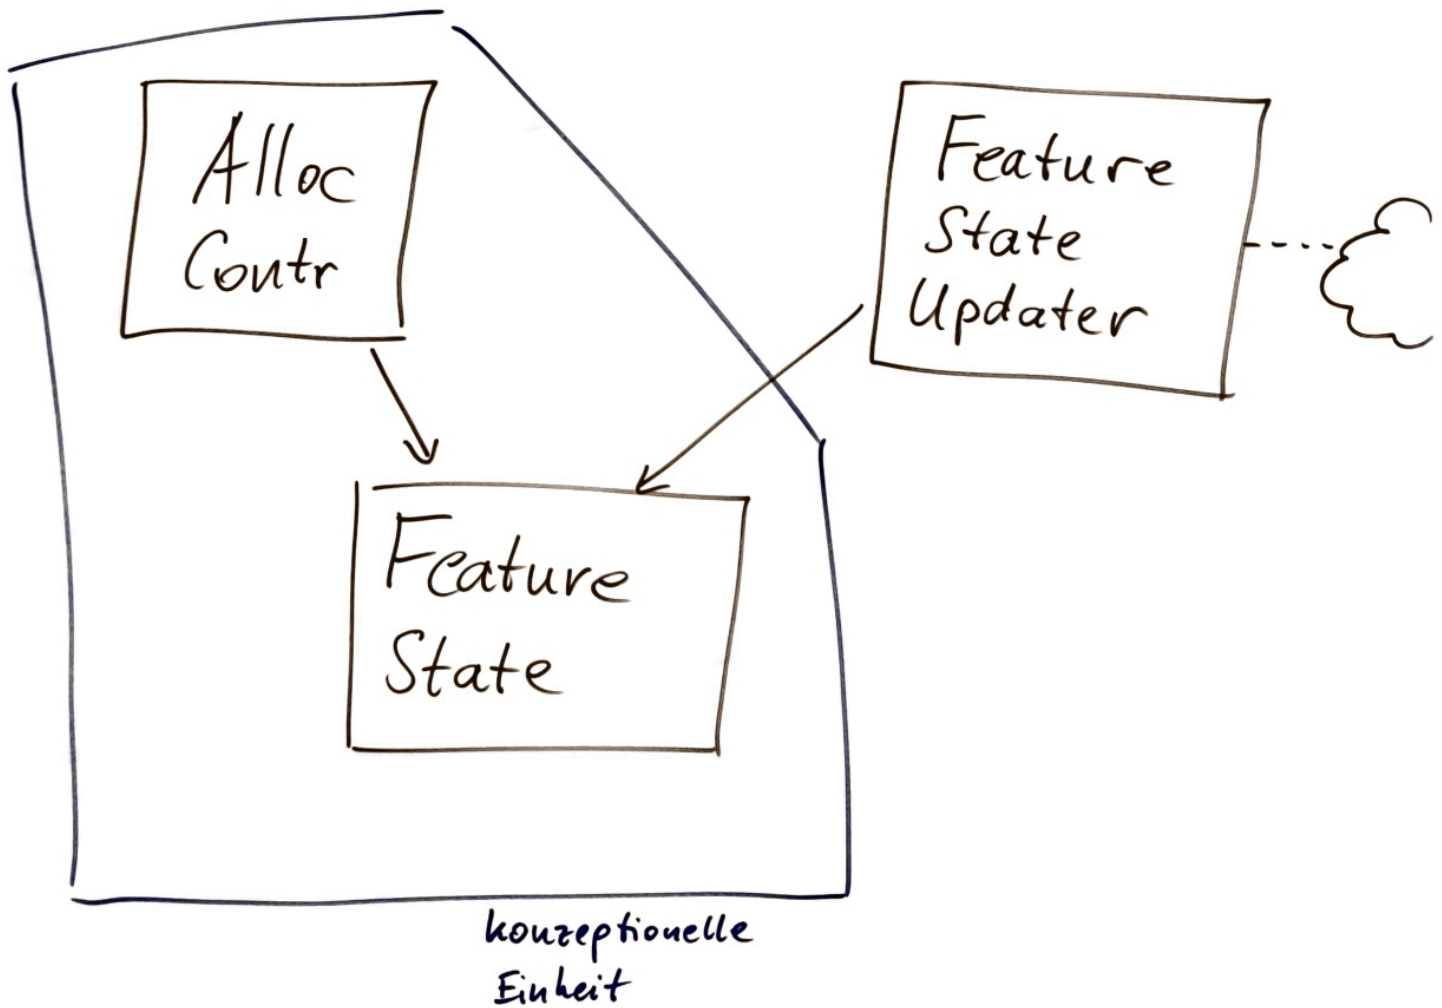 Alloc
Contr
Feature
State
Updater
Feature
State
konzeptionelle
Einheit